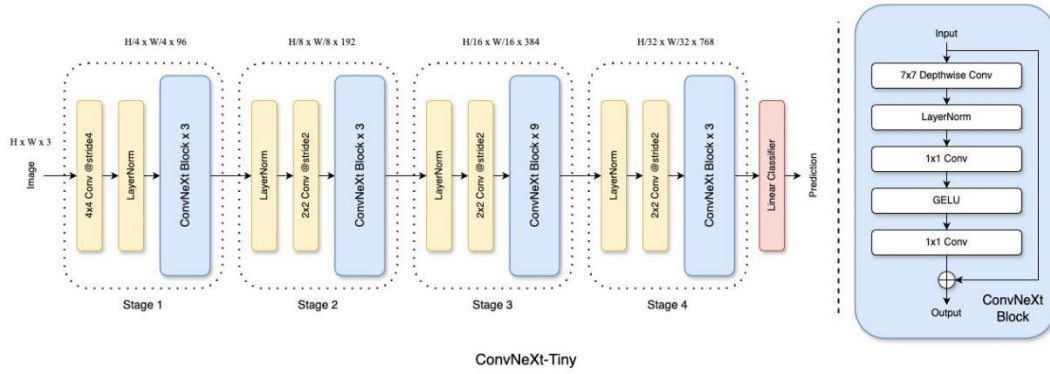 H/4 x W/4 x 96
H/8 x W/8 x 192
H/16 x W/16 x 384
H/32 x W/32 x 768
H x W x 3
Image
4x4 Conv @stride4
LayerNorm
ConvNeXt Block x 3
Stage 1
LayerNorm
2x2 Conv @stride2
ConvNeXt Block x 3
Stage 2
LayerNorm
2x2 Conv @stride2
ConvNeXt Block x 9
Stage 3
LayerNorm
2x2 Conv @stride2
ConvNeXt Block x 3
Stage 4
Linear Classifier
Prediction
Input
7x7 Depthwise Conv
LayerNorm
1x1 Conv
GELU
1x1 Conv
Output
ConvNeXt
Block
ConvNeXt-Tiny